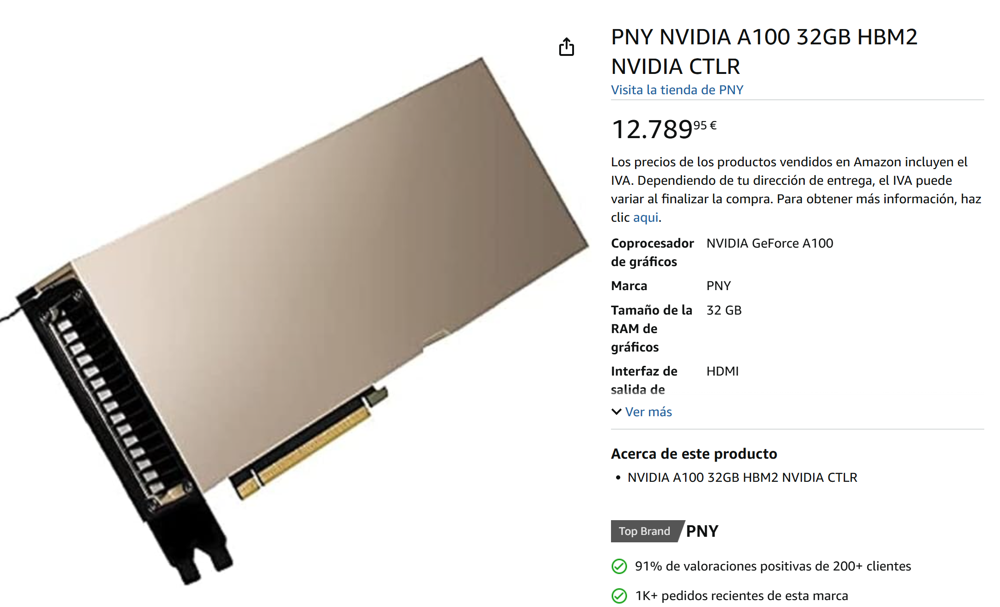 PNY NVIDIA A100 32GB HBM2
NVIDIA CTLR
Visita la tienda de PNY
12.78995 €
Los precios de los productos vendidos en Amazon incluyen el
IVA. Dependiendo de tu dirección de entrega, el IVA puede
variar al finalizar la compra. Para obtener más información, haz
clic aqui.
Coprocesador NVIDIA GeForce A100
de gráficos
Marca PNY
Tamaño de la 32 GB
RAM de
gráficos
Interfaz de HDMI
salida de
Ver más
Acerca de este producto
• NVIDIA A100 32GB HBM2 NVIDIA CTLR
Top Brand PNY
91% de valoraciones positivas de 200+ clientes
1K+ pedidos recientes de esta marca